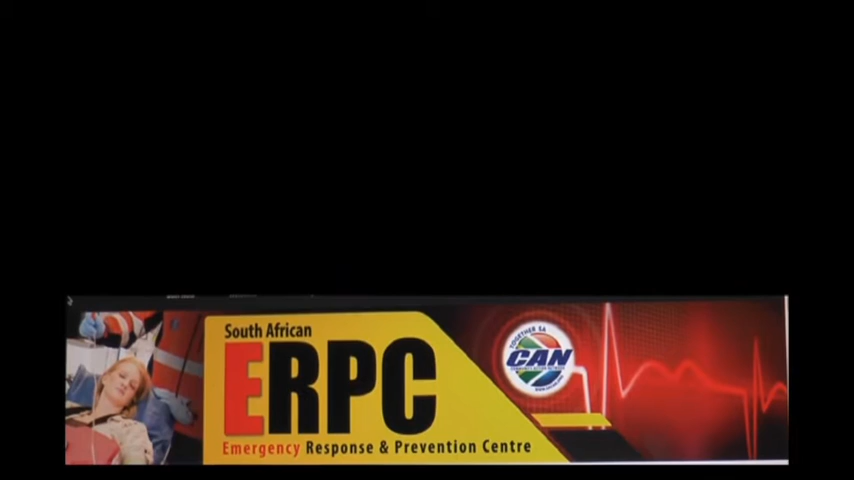 South African
ERPC
Emergency Response & Prevention Centre
TOGETHER SA
CAN